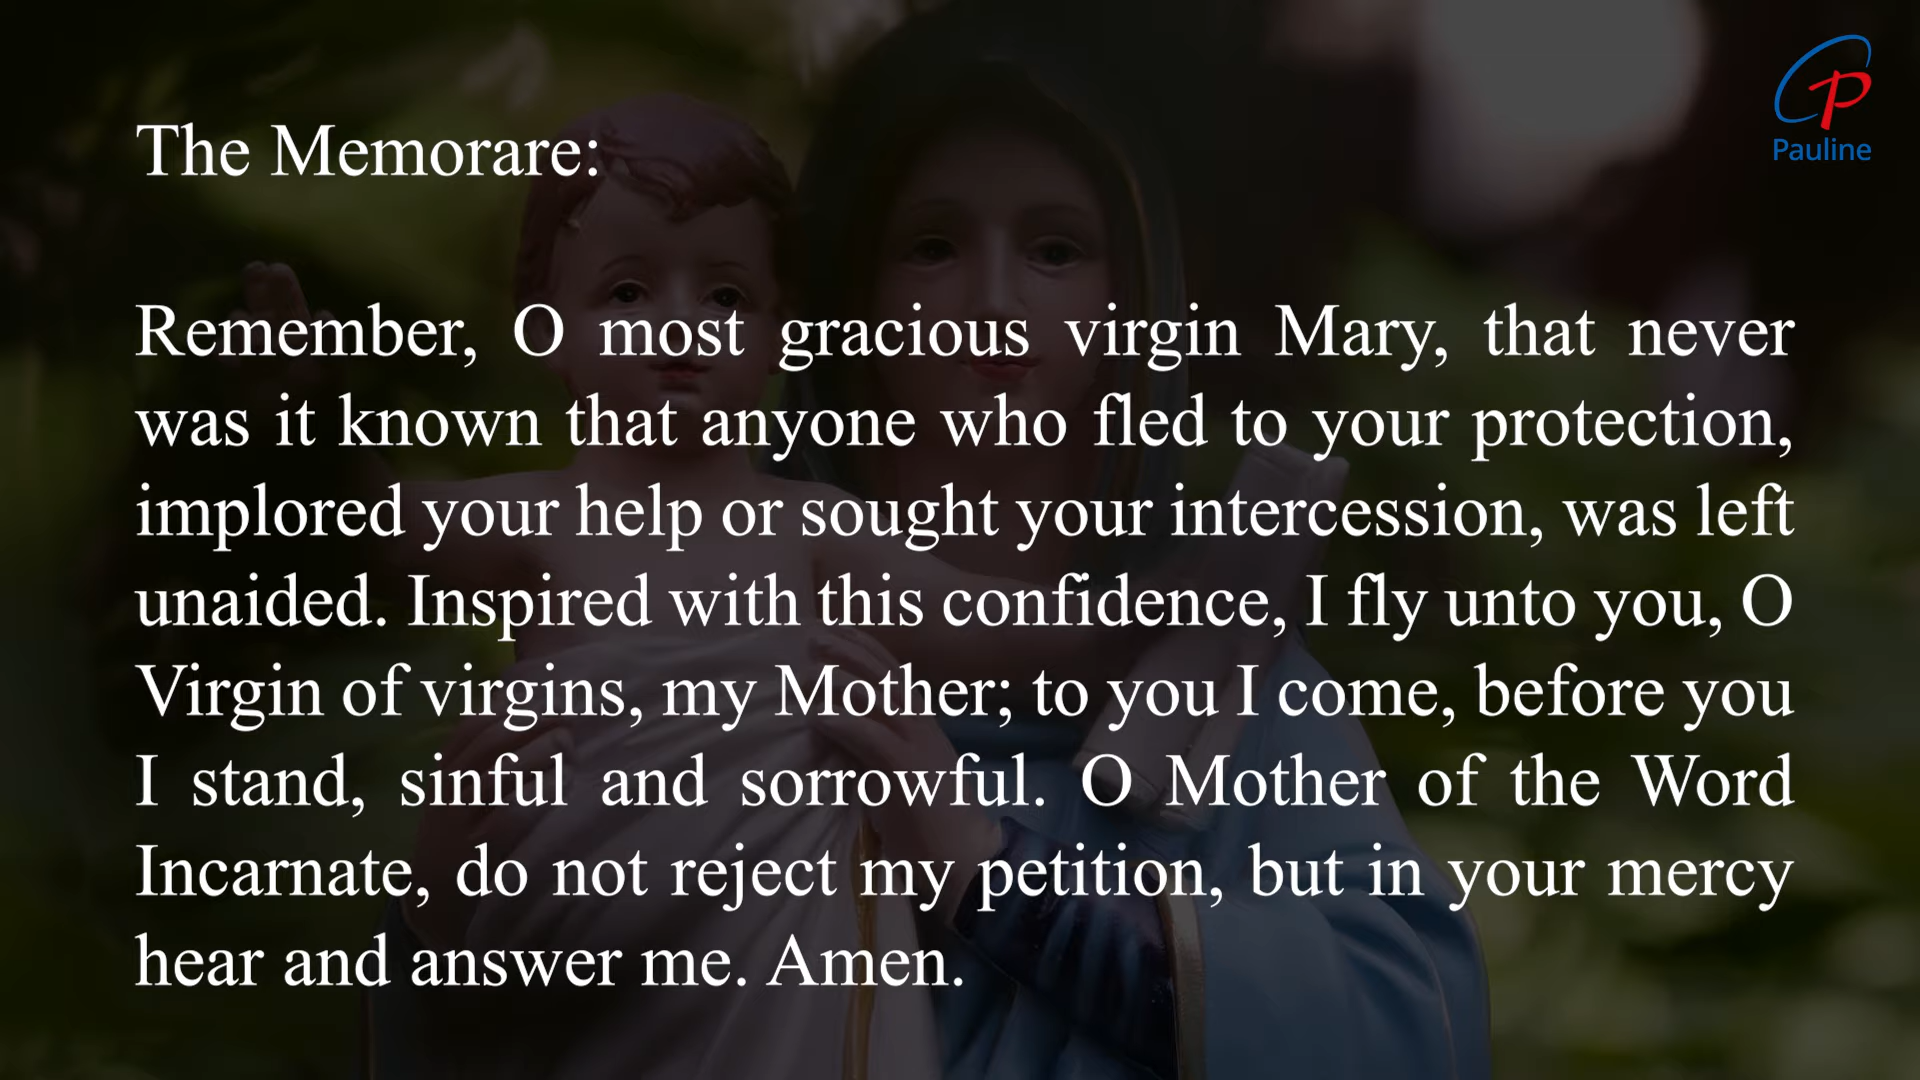 Pauline
The Memorare:
Remember, O most gracious virgin Mary, that never
was it known that anyone who fled to your protection,
implored your help or sought your intercession, was left
unaided. Inspired with this confidence, I fly unto you, O
Virgin of virgins, my Mother; to you I come, before you
I stand, sinful and sorrowful. O Mother of the Word
Incarnate, do not reject my petition, but in your mercy
hear and answer me. Amen.